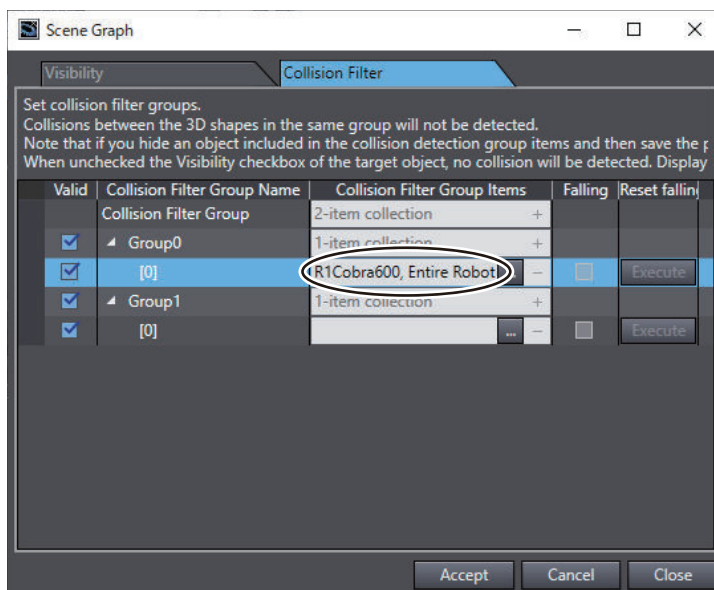 Scene Graph
Visibility
Collision Filter
Set collision filter groups.
Collisions between the 3D shapes in the same group will not be detected.
Note that if you hide an object included in the collision detection group items and then save the
When unchecked the Visibility checkbox of the target object, no collision will be detected. Display
Valid Collision Filter Group Name Collision Filter Group Items Falling Reset fallin
Collision Filter Group 2-item collection +
Group0 1-item collection +
[0] R1Cobra600, Entire Robot - Execute
Group1 1-item collection +
[0] ... - Execute
Accept Cancel Close